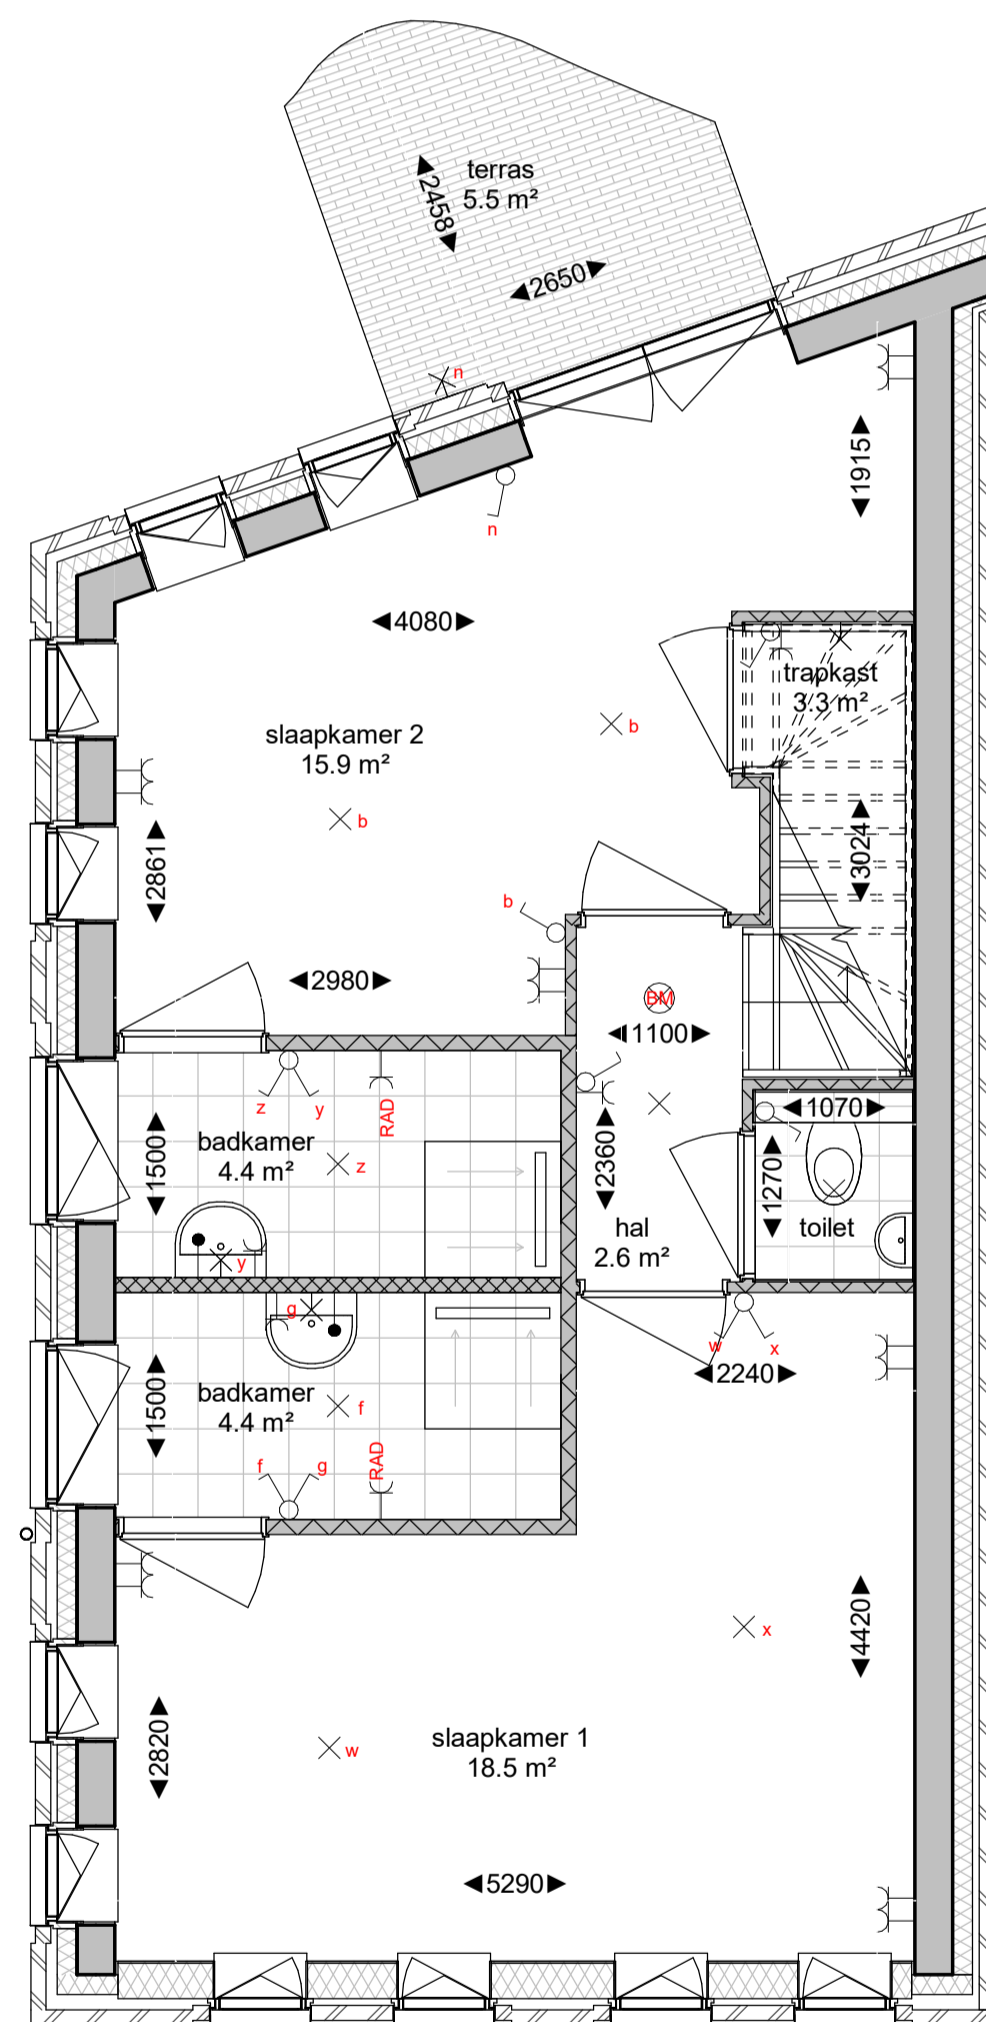 terras
5.5 m²
2458
2650
n
n
1915
4080
trapkast
3.3 m²
slaapkamer 2
15.9 m²
b
b
2861
3024
b
2980
BM
1100
z
y
RAD
1070
badkamer
4.4 m²
z
1500
2360
1270
hal
2.6 m²
toilet
y
g
w
x
2240
badkamer
4.4 m²
f
1500
f
g
RAD
x
4420
slaapkamer 1
18.5 m²
w
2820
5290